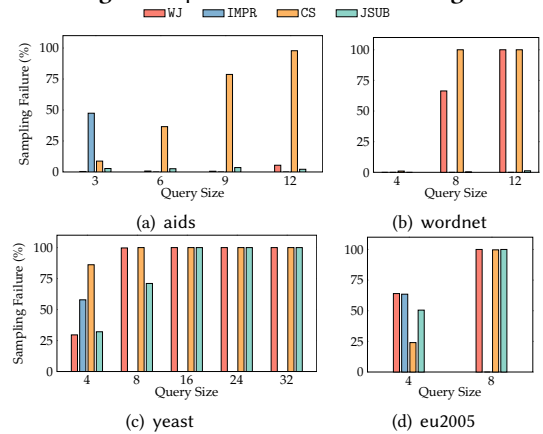 WJ IMPR CS JSUB
Sampling Failure (%)
100
75
50
25
0
3 6 9 12
Query Size
(a) aids
100
75
50
25
0
4 8 12
Query Size
(b) wordnet
Sampling Failure (%)
100
75
50
25
0
4 8 16 24 32
Query Size
(c) yeast
100
75
50
25
0
4 8
Query Size
(d) eu2005